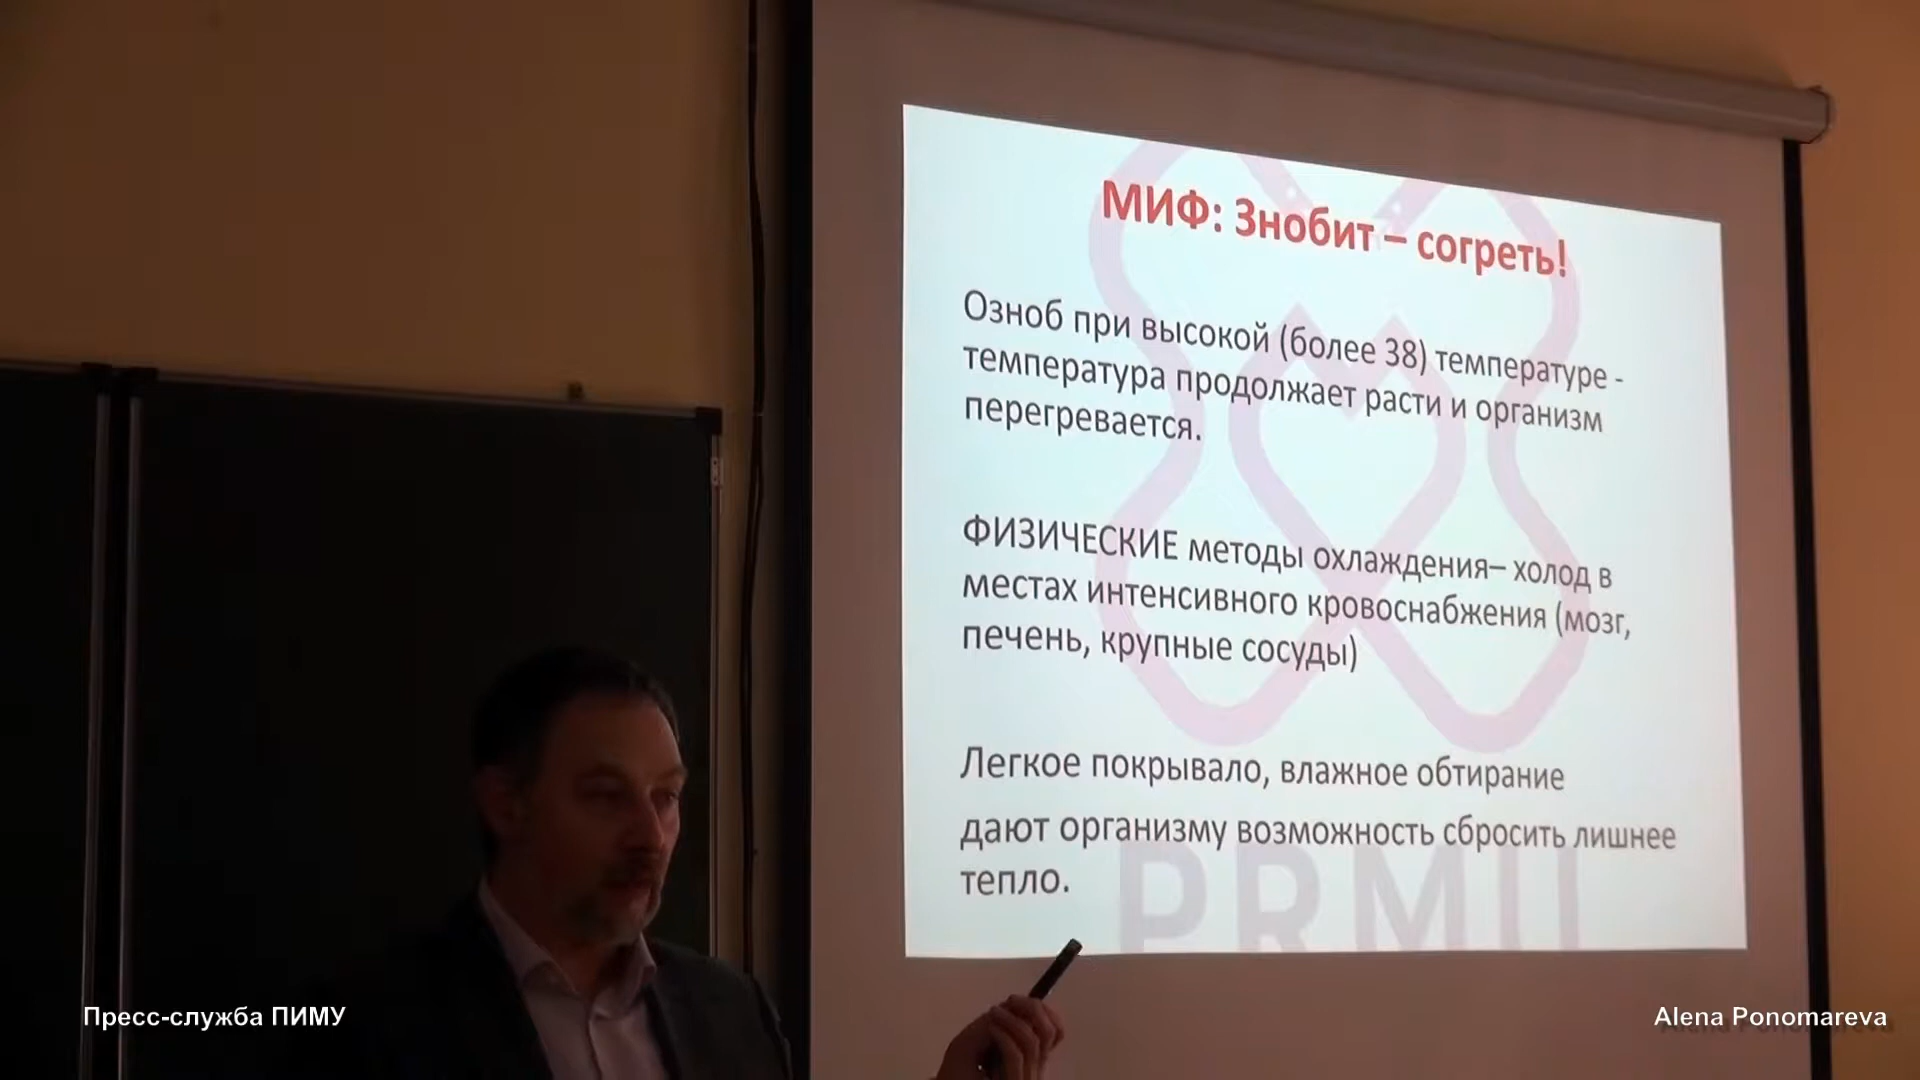 МИФ: Знобит – согреть!
Озноб при высокой (более 38) температуре -
температура продолжает расти и организм
перегревается.
ФИЗИЧЕСКИЕ методы охлаждения– холод в
местах интенсивного кровоснабжения (мозг,
печень, крупные сосуды)
Легкое покрывало, влажное обтирание
дают организму возможность сбросить лишнее
тепло.
PRMU
Пресс-служба ПИМУ
Alena Ponomareva